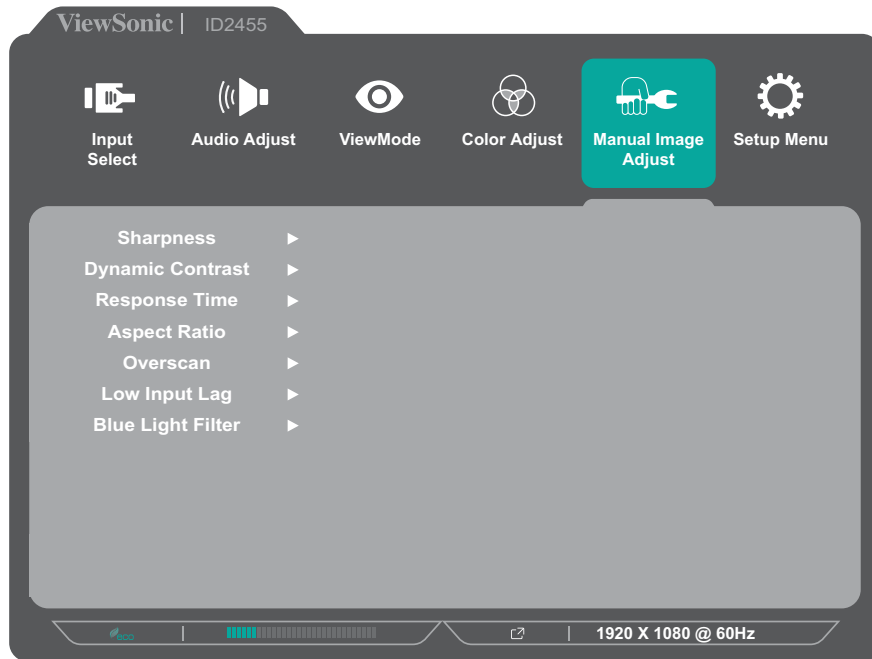 ViewSonic | ID2455
Input Select
Audio Adjust
ViewMode
Color Adjust
Manual Image Adjust
Setup Menu
Sharpness
Dynamic Contrast
Response Time
Aspect Ratio
Overscan
Low Input Lag
Blue Light Filter
eco
1920 X 1080 @ 60Hz